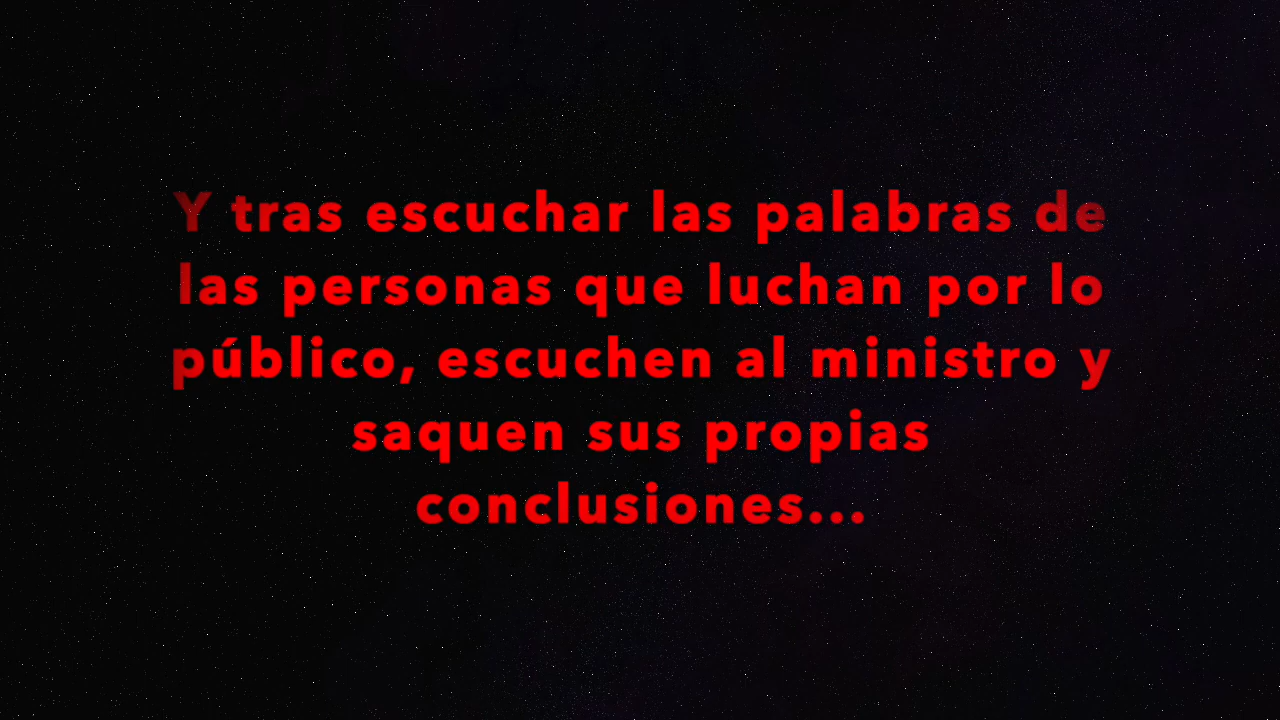 Y tras escuchar las palabras de
las personas que luchan por lo
público, escuchen al ministro y
saquen sus propias
conclusiones...